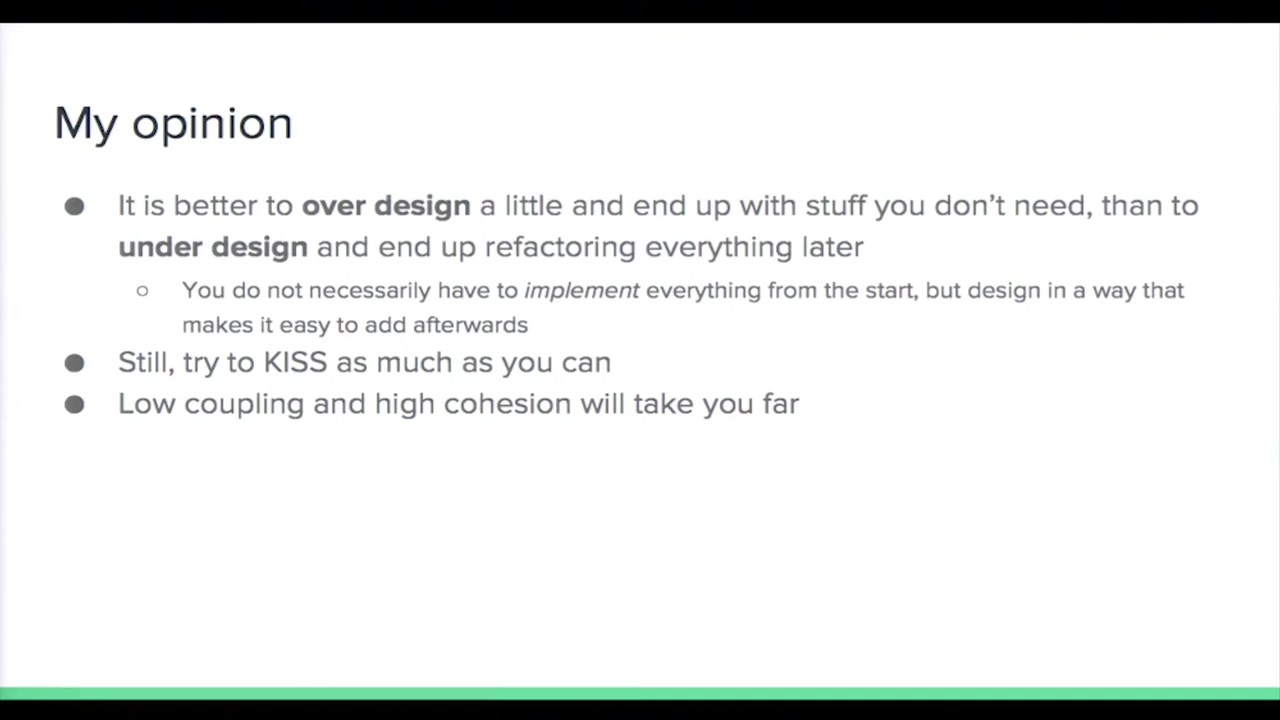 My opinion
● It is better to over design a little and end up with stuff you don't need, than to
under design and end up refactoring everything later
○ You do not necessarily have to implement everything from the start, but design in a way that
makes it easy to add afterwards
● Still, try to KISS as much as you can
● Low coupling and high cohesion will take you far